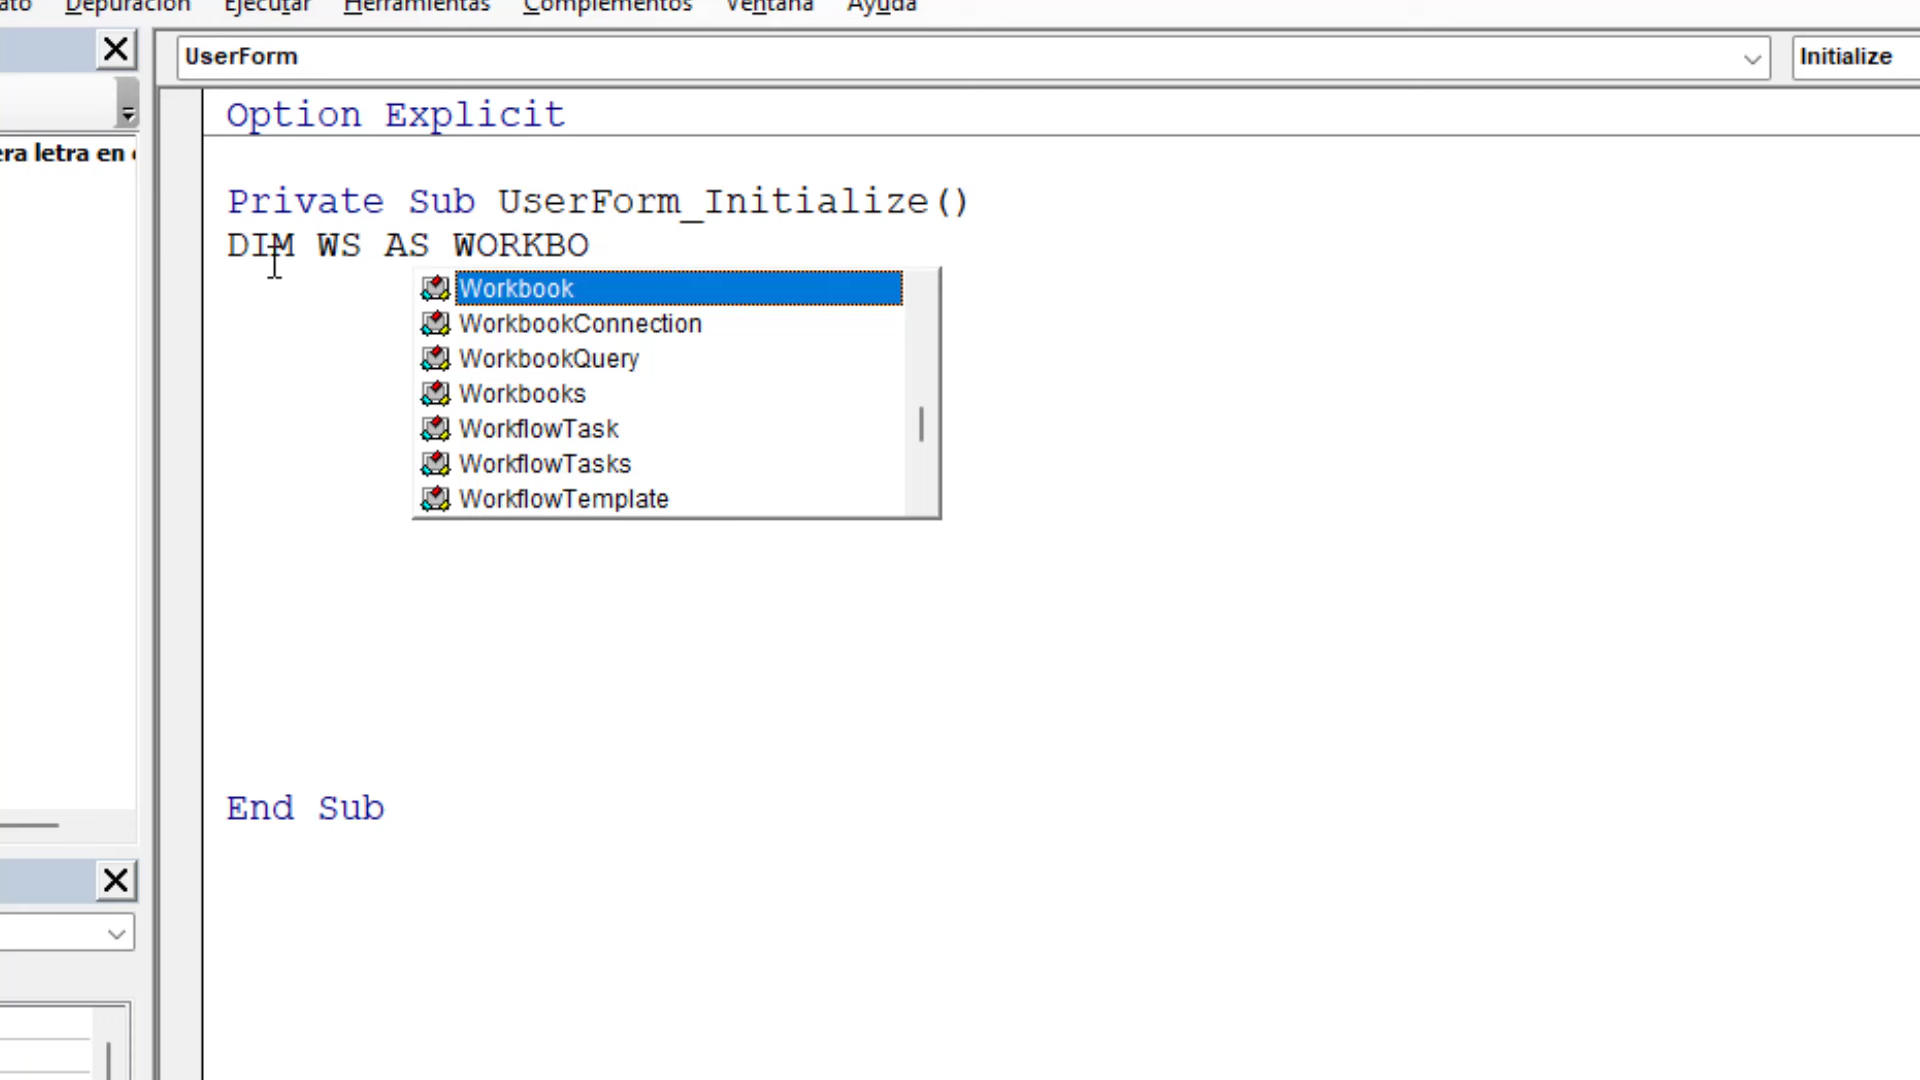 Depuración Ejecutar Herramientas Complementos Ventana Ayuda
UserForm
Initialize
Option Explicit
era letra en
Private Sub UserForm_Initialize()
DIM WS AS WORKBO
Workbook
WorkbookConnection
WorkbookQuery
Workbooks
WorkflowTask
WorkflowTasks
WorkflowTemplate
End Sub